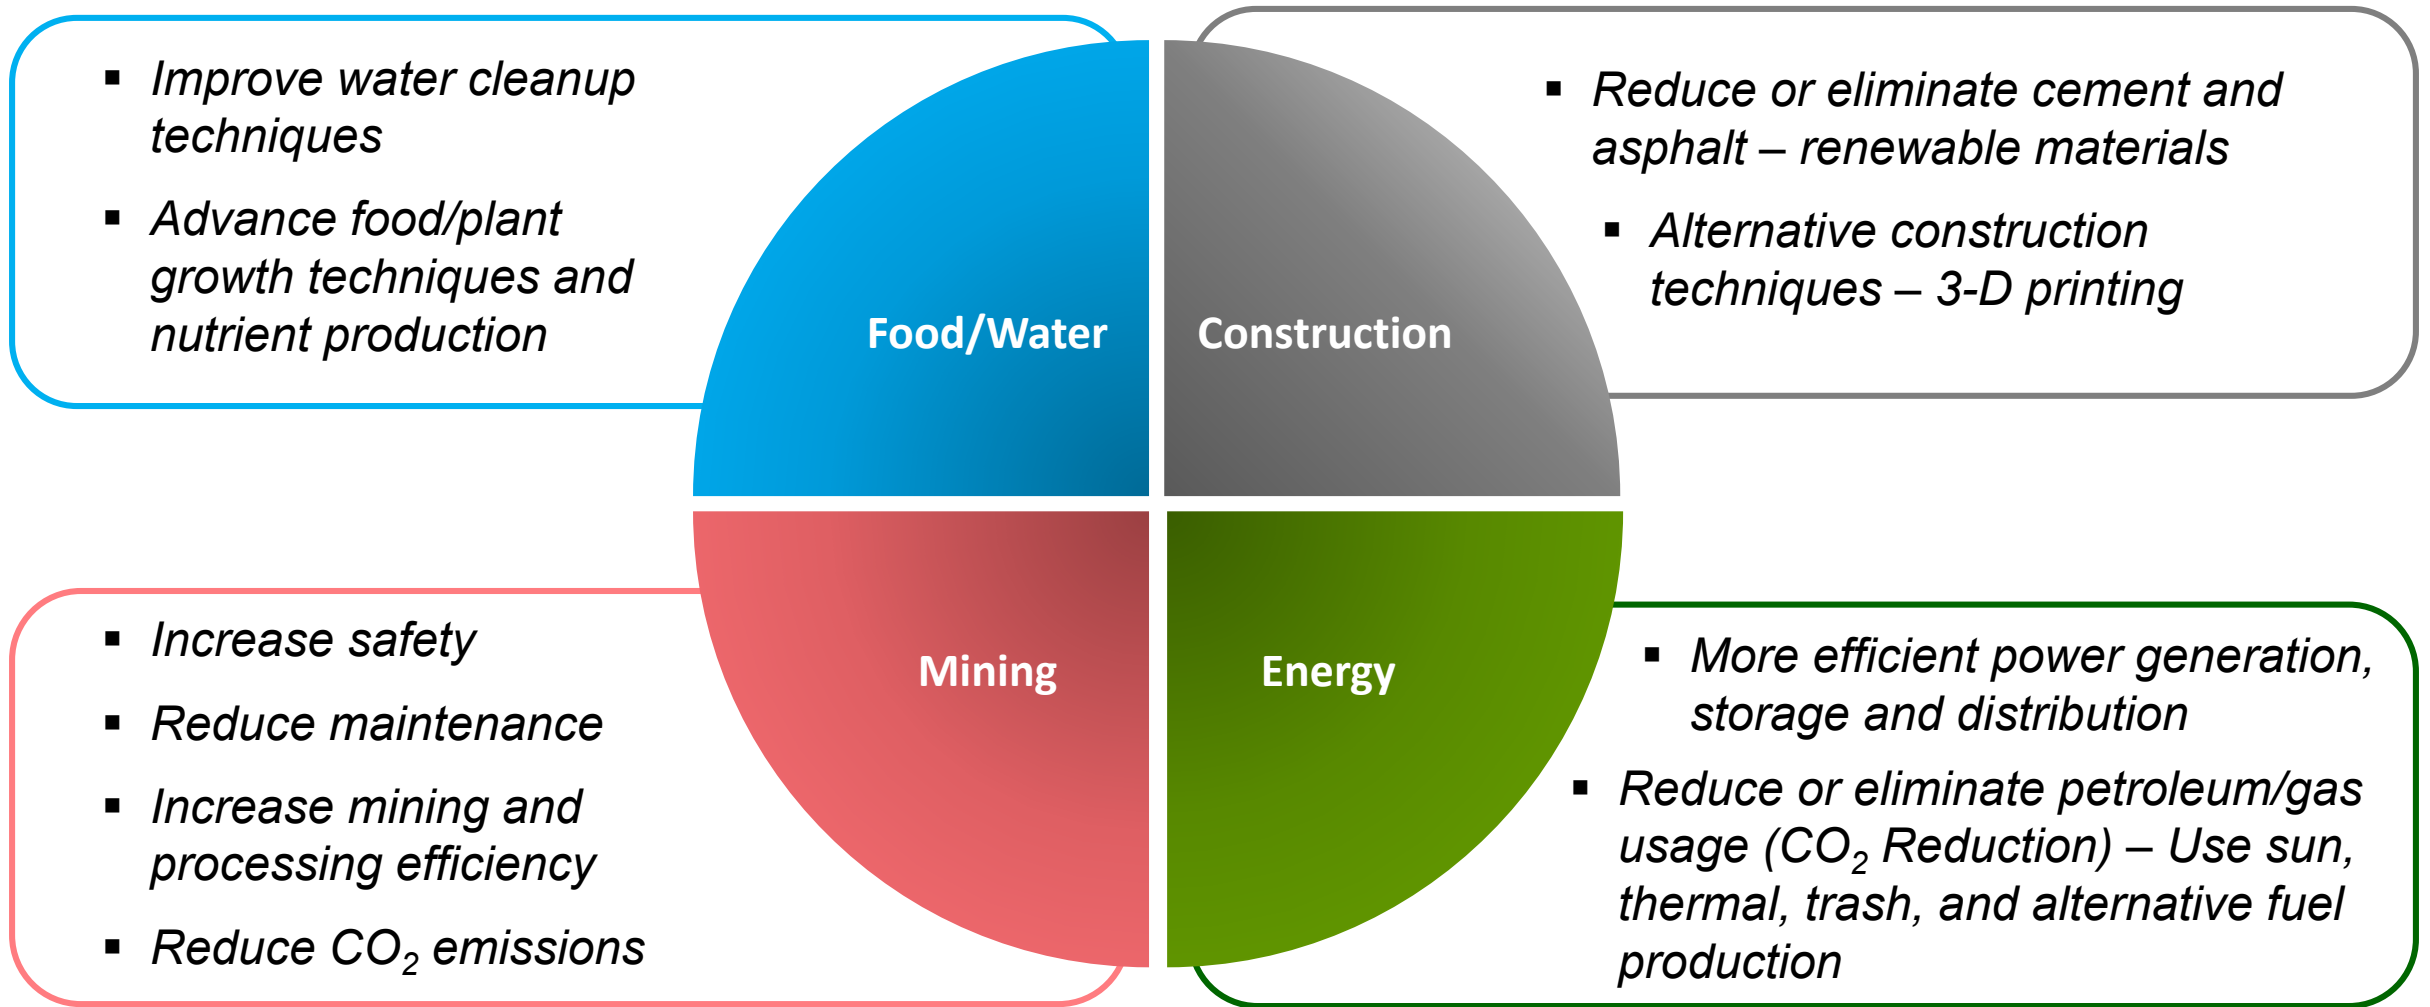 ▪ Improve water cleanup
techniques
▪ Advance food/plant
growth techniques and
nutrient production
Food/Water
▪ Reduce or eliminate cement and
asphalt – renewable materials
▪ Alternative construction
techniques – 3-D printing
Construction
▪ Increase safety
▪ Reduce maintenance
▪ Increase mining and
processing efficiency
▪ Reduce CO₂ emissions
Mining
▪ More efficient power generation,
storage and distribution
▪ Reduce or eliminate petroleum/gas
usage (CO₂ Reduction) – Use sun,
thermal, trash, and alternative fuel
production
Energy